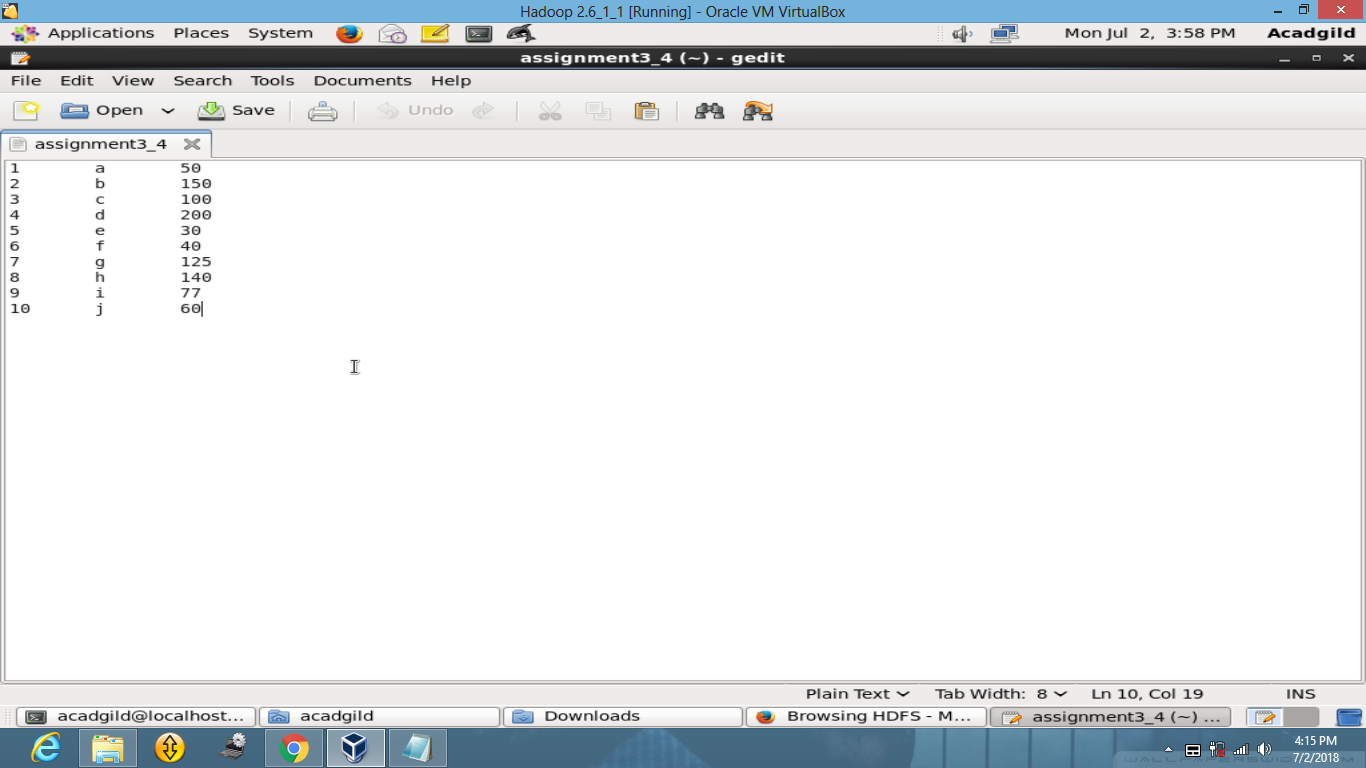 Hadoop 2.6_1_1 [Running] - Oracle VM VirtualBox
Applications Places System Mon Jul 2, 3:58 PM Acadgild
assignment3_4 (~) - gedit
File Edit View Search Tools Documents Help
Open Save Undo
assignment3_4
1 a 50
2 b 150
3 c 100
4 d 200
5 e 30
6 f 40
7 g 125
8 h 140
9 i 77
10 j 60
Plain Text Tab Width: 8 Ln 10, Col 19 INS
acadgild@localhost... acadgild Downloads Browsing HDFS - M... assignment3_4 (~) ...
4:15 PM
7/2/2018